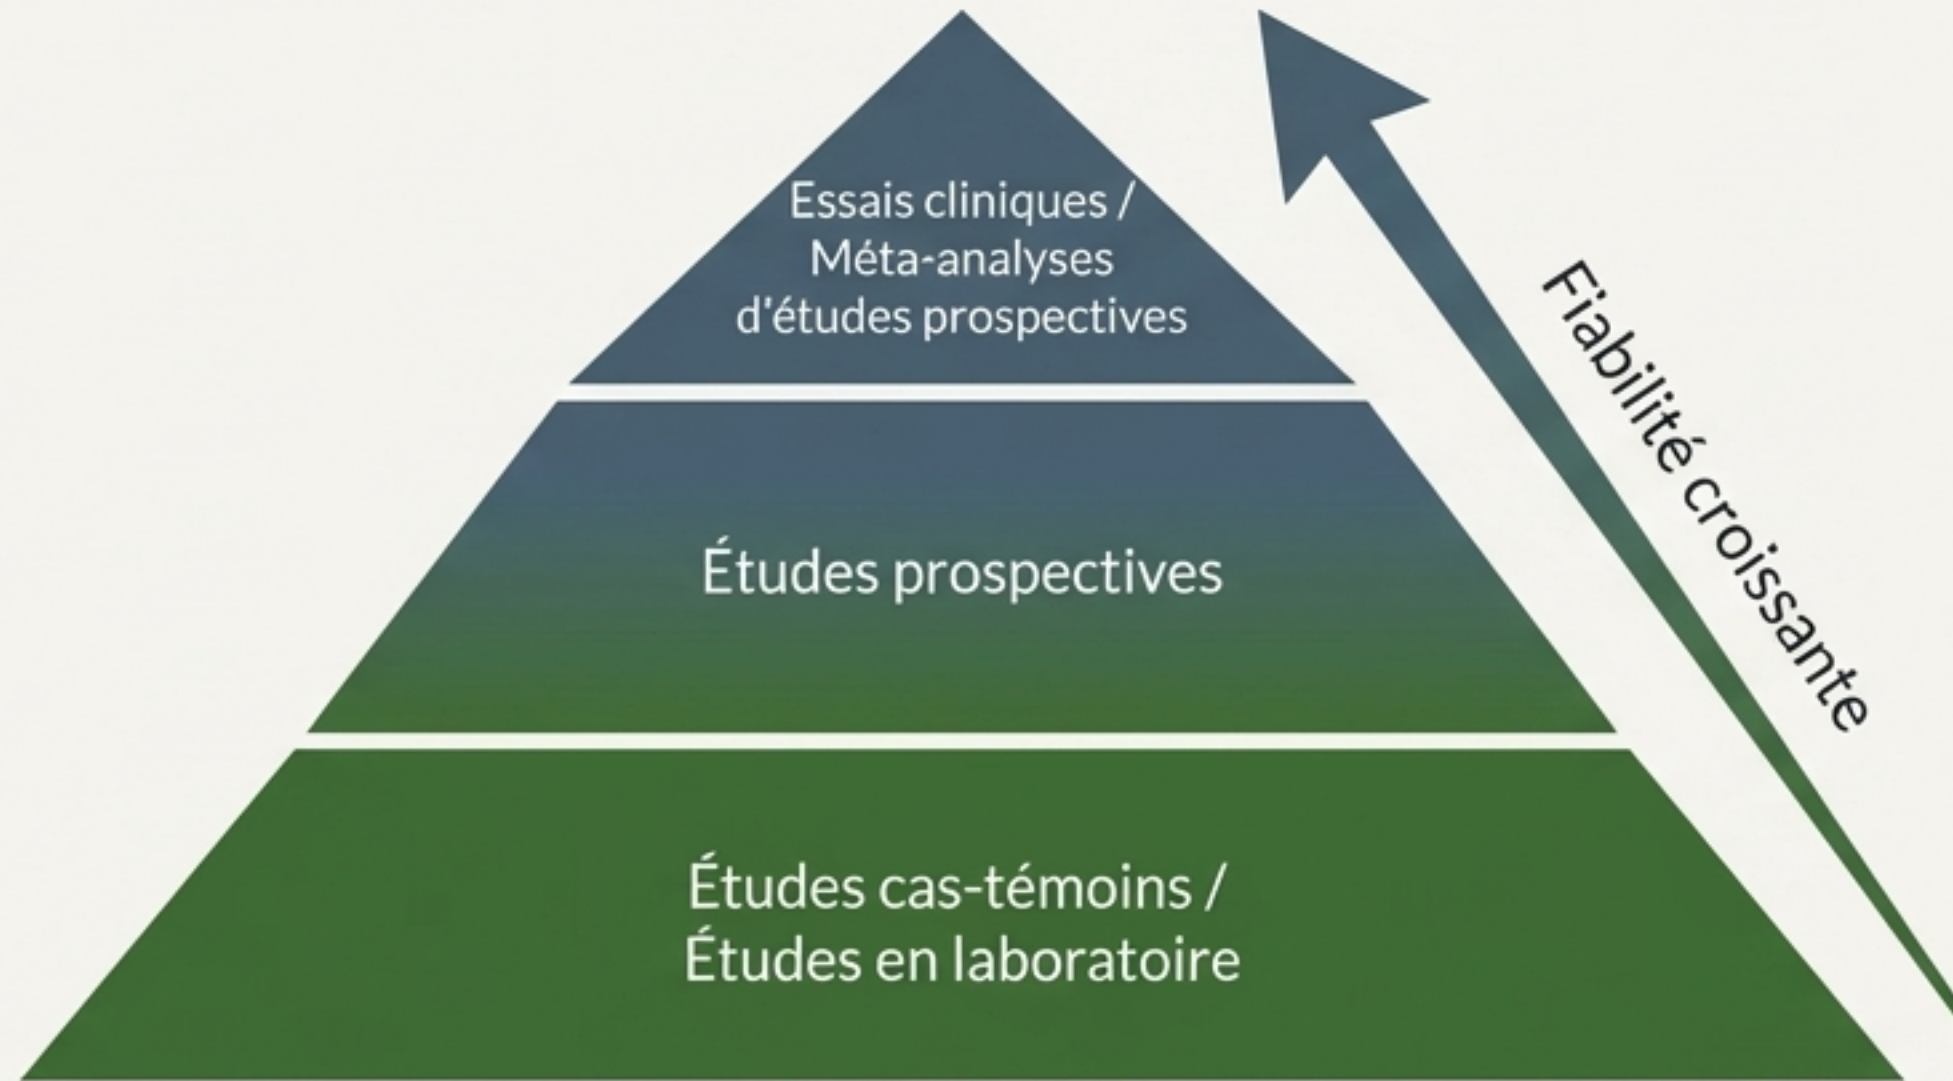 Essais cliniques /
Méta-analyses
d'études prospectives
Études prospectives
Études cas-témoins /
Études en laboratoire
Fiabilité croissante